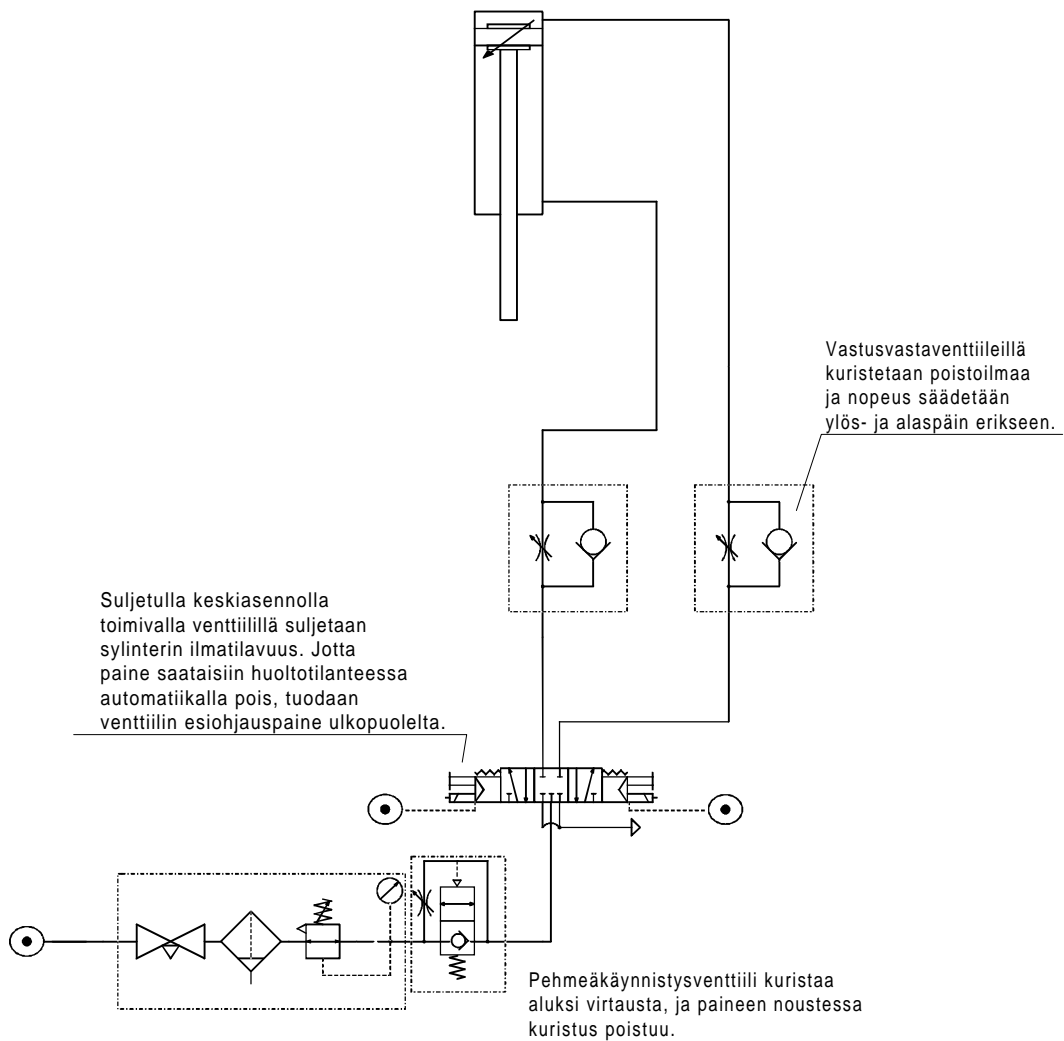 Vastusvastaventtiileillä
kuristetaan poistoilmaa
ja nopeus säädetään
ylös- ja alaspäin erikseen.
Suljetulla keskiasennolla
toimivalla venttiilillä suljetaan
sylinterin ilmatilavuus. Jotta
paine saataisiin huoltotilanteessa
automatiikalla pois, tuodaan
venttiilin esiohjauspaine ulkopuolelta.
Pehmeäkäynnistysventtiili kuristaa
aluksi virtausta, ja paineen noustessa
kuristus poistuu.